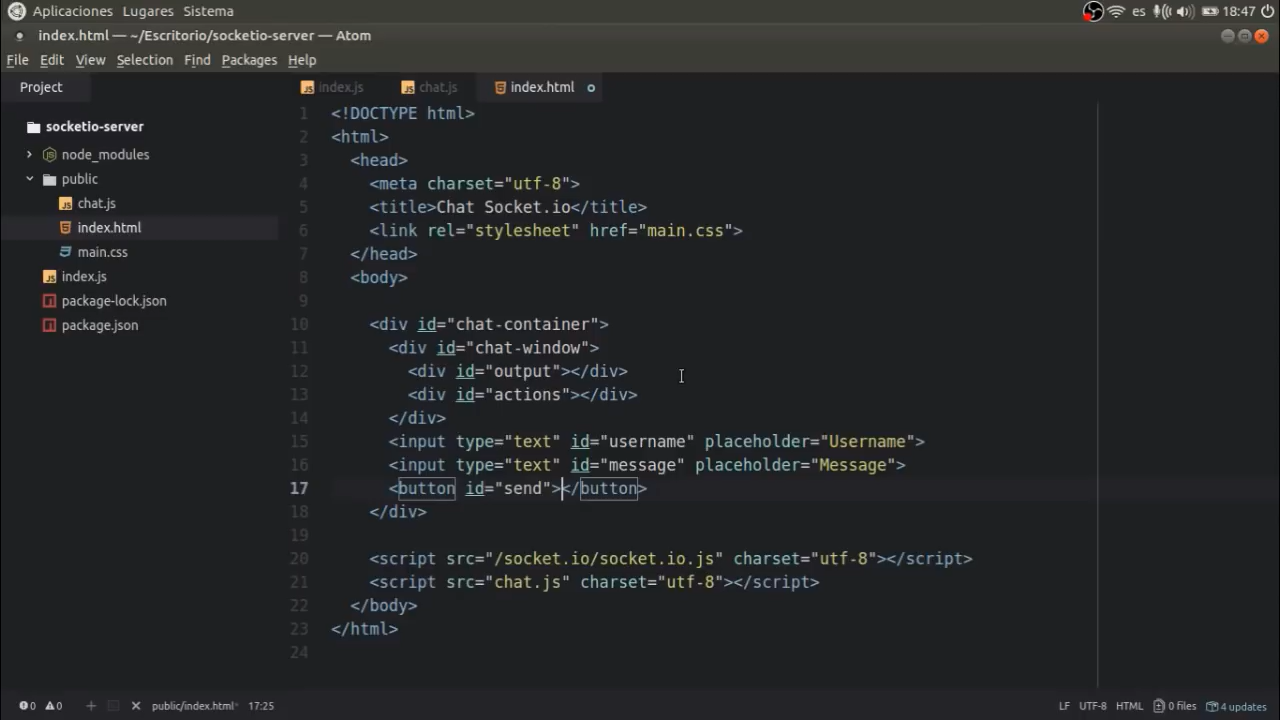 Aplicaciones Lugares Sistema es 18:47
index.html — ~/Escritorio/socketio-server — Atom
File Edit View Selection Find Packages Help
Project index.js chat.js index.html
socketio-server
node_modules
public
chat.js
index.html
main.css
index.js
package-lock.json
package.json
1 <!DOCTYPE html>
2 <html>
3 <head>
4 <meta charset="utf-8">
5 <title>Chat Socket.io</title>
6 <link rel="stylesheet" href="main.css">
7 </head>
8 <body>
9
10 <div id="chat-container">
11 <div id="chat-window">
12 <div id="output"></div>
13 <div id="actions"></div>
14 </div>
15 <input type="text" id="username" placeholder="Username">
16 <input type="text" id="message" placeholder="Message">
17 <button id="send"></button>
18 </div>
19
20 <script src="/socket.io/socket.io.js" charset="utf-8"></script>
21 <script src="chat.js" charset="utf-8"></script>
22 </body>
23 </html>
24
0 0 public/index.html* 17:25 LF UTF-8 HTML 0 files 4 updates